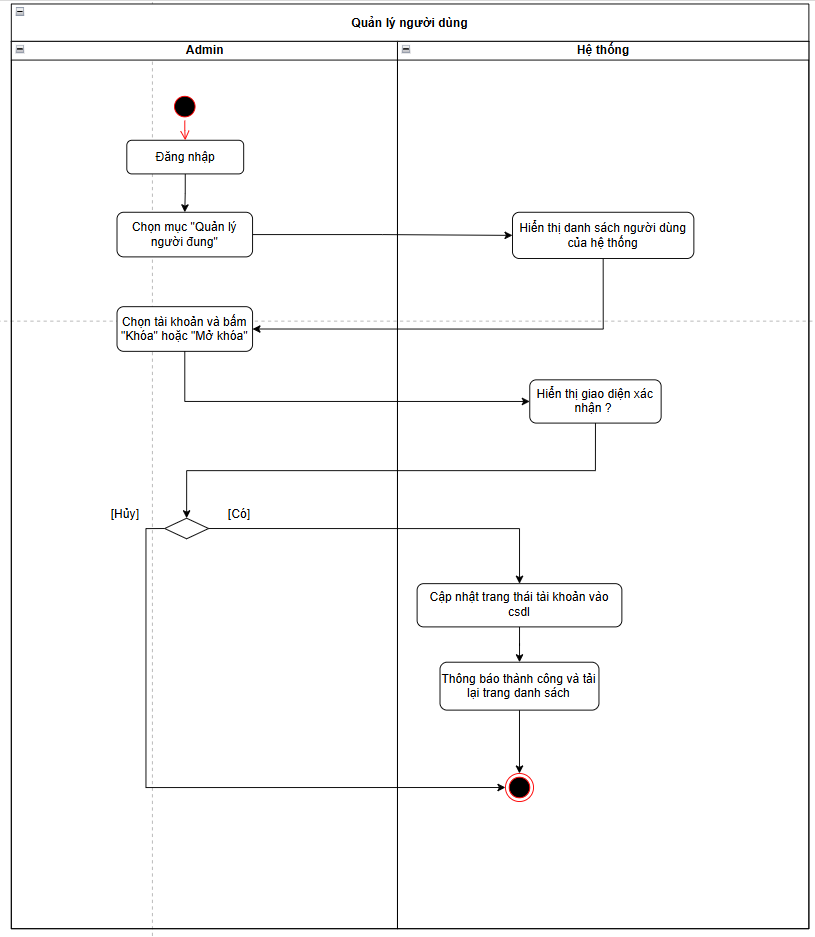 Quản lý người dùng
Admin
Hệ thống
Đăng nhập
Chọn mục "Quản lý
người đung"
Hiển thị danh sách người dùng
của hệ thống
Chọn tài khoản và bấm
"Khóa" hoặc "Mở khóa"
Hiển thị giao diện xác
nhận ?
[Hủy]
[Có]
Cập nhật trang thái tài khoản vào
csdl
Thông báo thành công và tải
lại trang danh sách